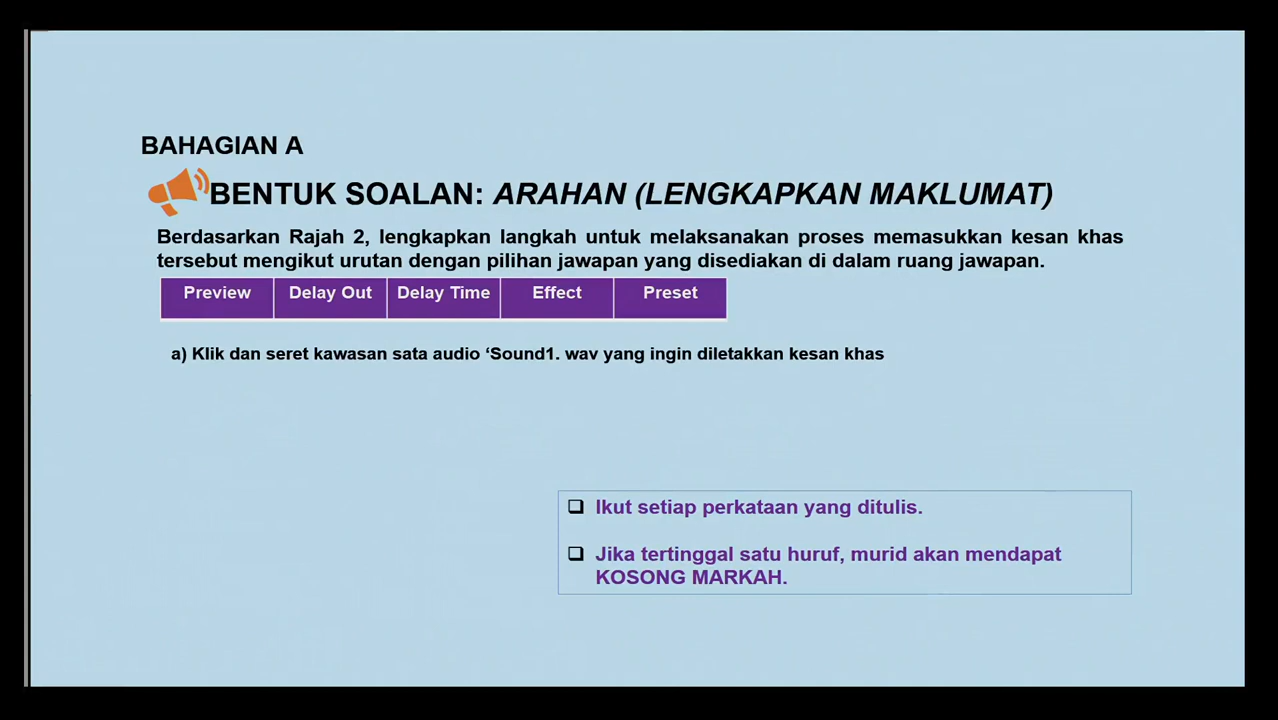 BAHAGIAN A
BENTUK SOALAN: ARAHAN (LENGKAPKAN MAKLUMAT)
Berdasarkan Rajah 2, lengkapkan langkah untuk melaksanakan proses memasukkan kesan khas
tersebut mengikut urutan dengan pilihan jawapan yang disediakan di dalam ruang jawapan.
Preview Delay Out Delay Time Effect Preset
a) Klik dan seret kawasan sata audio ‘Sound1. wav yang ingin diletakkan kesan khas
❑ Ikut setiap perkataan yang ditulis.
❑ Jika tertinggal satu huruf, murid akan mendapat
KOSONG MARKAH.